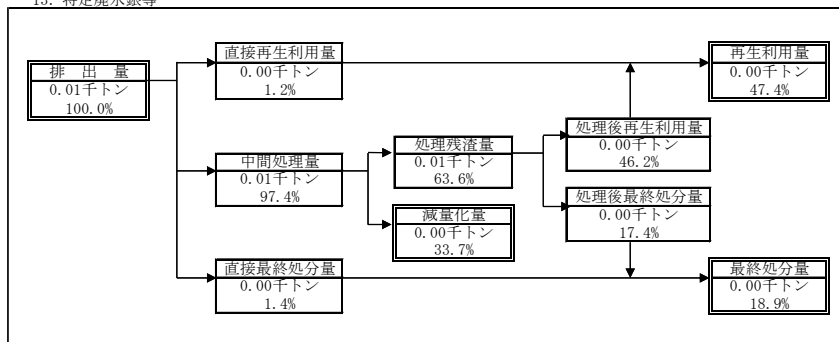 13. 特定廃水銀等
排 出 量
0.01千トン
100.0%
直接再生利用量
0.00千トン
1.2%
再生利用量
0.00千トン
47.4%
中間処理量
0.01千トン
97.4%
処理残渣量
0.01千トン
63.6%
処理後再生利用量
0.00千トン
46.2%
減量化量
0.00千トン
33.7%
処理後最終処分量
0.00千トン
17.4%
直接最終処分量
0.00千トン
1.4%
最終処分量
0.00千トン
18.9%